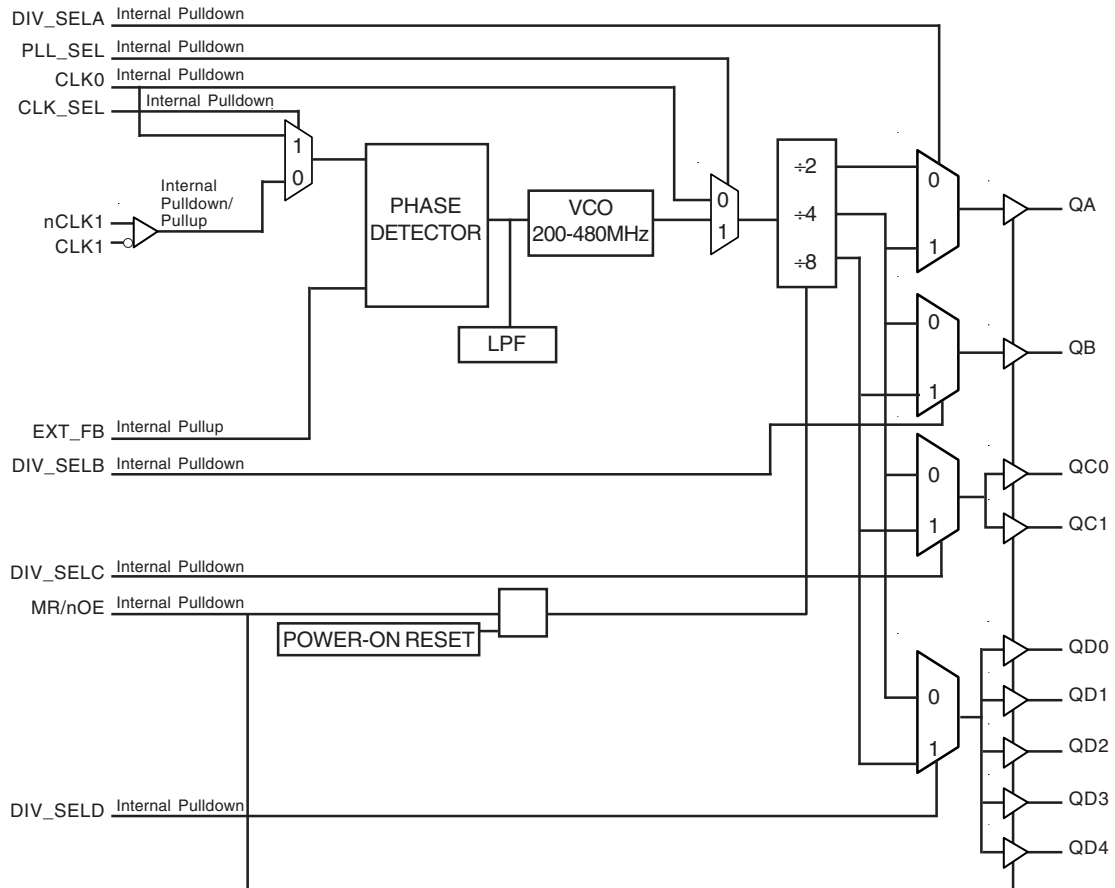 DIV_SELA Internal Pulldown
PLL_SEL Internal Pulldown
CLK0 Internal Pulldown
CLK_SEL Internal Pulldown
1
0
Internal
Pulldown/
Pullup
nCLK1
CLK1
PHASE
DETECTOR
VCO
200-480MHz
LPF
0
1
÷2
÷4
÷8
0
1
QA
0
1
QB
EXT_FB Internal Pullup
DIV_SELB Internal Pulldown
0
1
QC0
QC1
DIV_SELC Internal Pulldown
MR/nOE Internal Pulldown
POWER-ON RESET
0
1
QD0
QD1
QD2
QD3
QD4
DIV_SELD Internal Pulldown